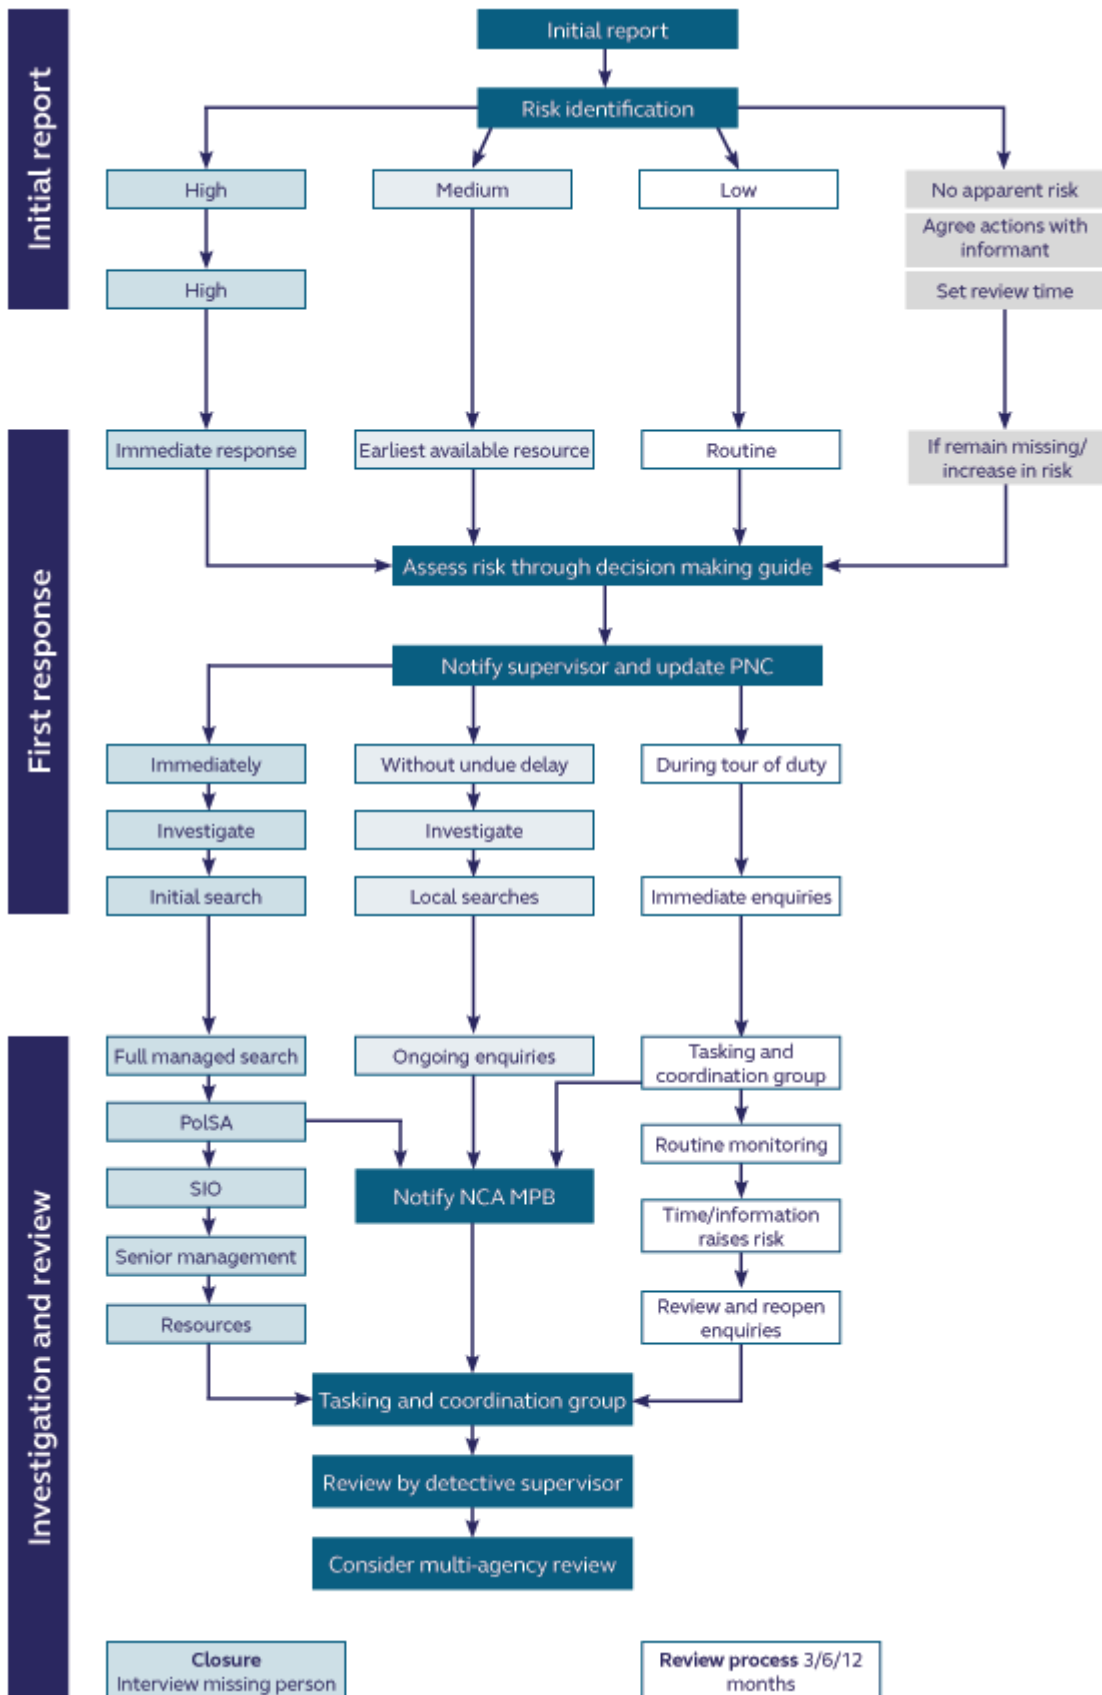 Initial report
Initial report
Risk identification
High
Medium
Low
No apparent risk
Agree actions with
informant
High
Set review time
First response
Immediate response
Earliest available resource
Routine
If remain missing/
increase in risk
Assess risk through decision making guide
Notify supervisor and update PNC
Immediately
Without undue delay
During tour of duty
Investigate
Investigate
Initial search
Local searches
Immediate enquiries
Investigation and review
Full managed search
Ongoing enquiries
Tasking and
coordination group
PolSA
Routine monitoring
SIO
Notify NCA MPB
Time/information
raises risk
Senior management
Resources
Review and reopen
enquiries
Tasking and coordination group
Review by detective supervisor
Consider multi-agency review
Closure
Interview missing person
Review process 3/6/12
months